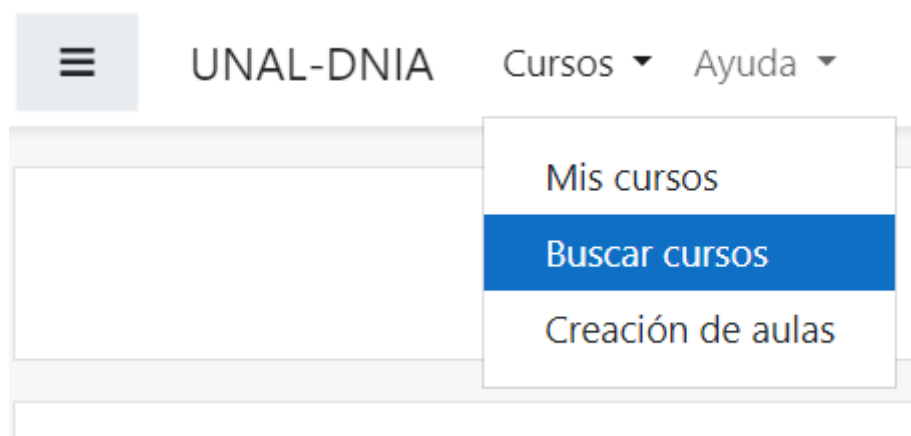 UNAL-DNIA Cursos Ayuda
Mis cursos
Buscar cursos
Creación de aulas